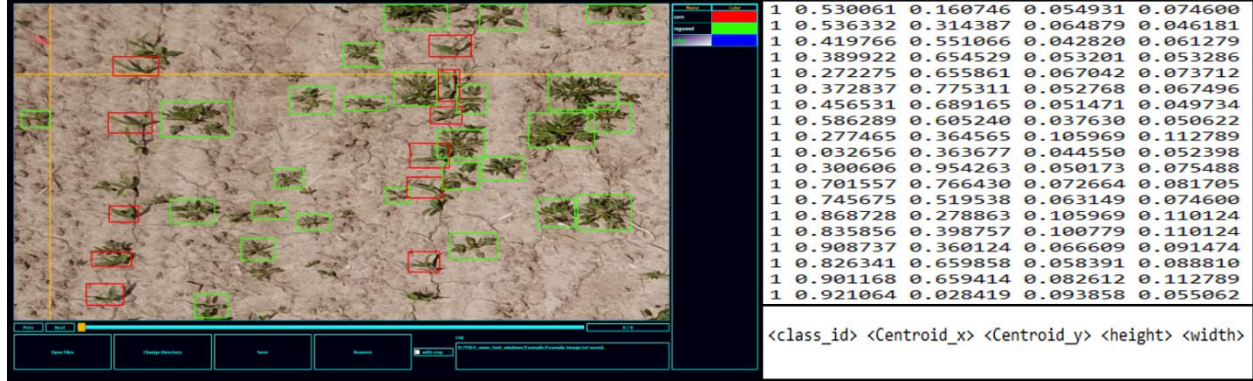 Name Color
corn
ragweed
Prev Next
Open Files Change Directory Save Remove
with crop
Log
1 0.530061 0.160746 0.054931 0.074600
1 0.536332 0.314387 0.064879 0.046181
1 0.419766 0.551066 0.042820 0.061279
1 0.389922 0.654529 0.053201 0.053286
1 0.272275 0.655861 0.067042 0.073712
1 0.372837 0.775311 0.052768 0.067496
1 0.456531 0.689165 0.051471 0.049734
1 0.586289 0.605240 0.037630 0.050622
1 0.277465 0.364565 0.105969 0.112789
1 0.032656 0.363677 0.044550 0.052398
1 0.300606 0.954263 0.050173 0.075488
1 0.701557 0.766430 0.072664 0.081705
1 0.745675 0.519538 0.063149 0.074600
1 0.868728 0.278863 0.105969 0.110124
1 0.835856 0.398757 0.100779 0.110124
1 0.908737 0.360124 0.066609 0.091474
1 0.826341 0.659858 0.058391 0.088810
1 0.901168 0.659414 0.082612 0.112789
1 0.921064 0.028419 0.093858 0.055062
<class_id> <Centroid_x> <Centroid_y> <height> <width>